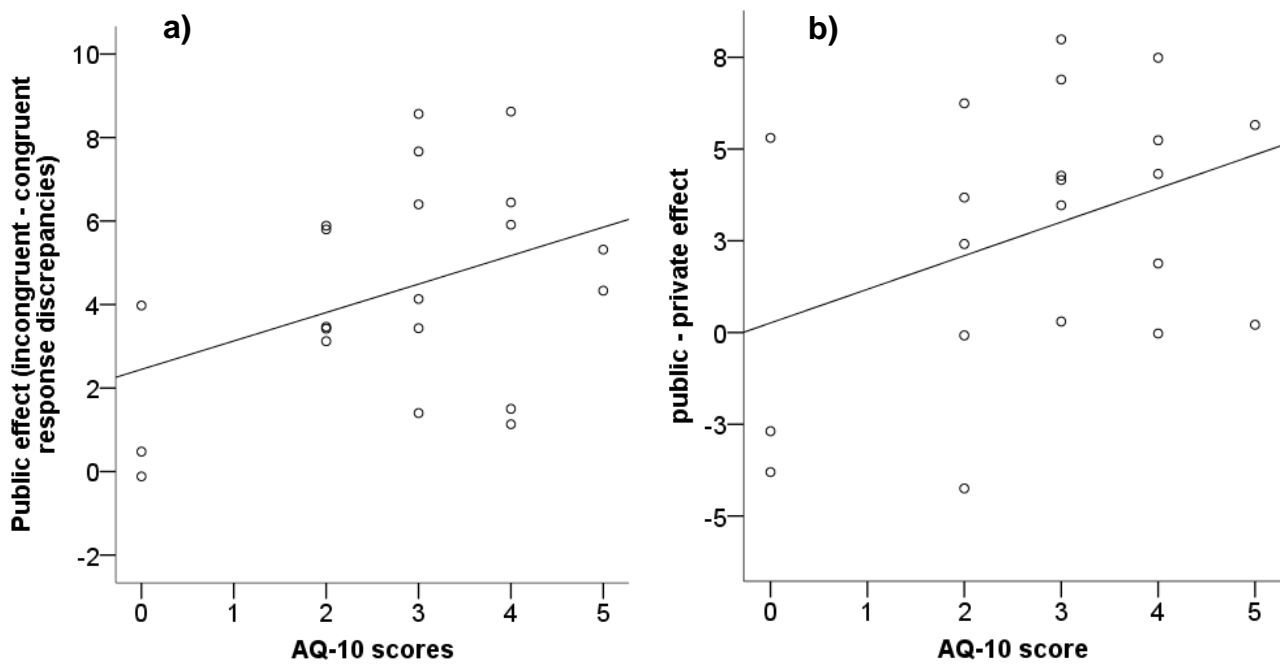 a)
Public effect (incongruent - congruent
response discrepancies)
10
8
6
4
2
0
-2
0 1 2 3 4 5
AQ-10 scores
b)
public - private effect
8
5
3
0
-3
-5
0 1 2 3 4 5
AQ-10 score